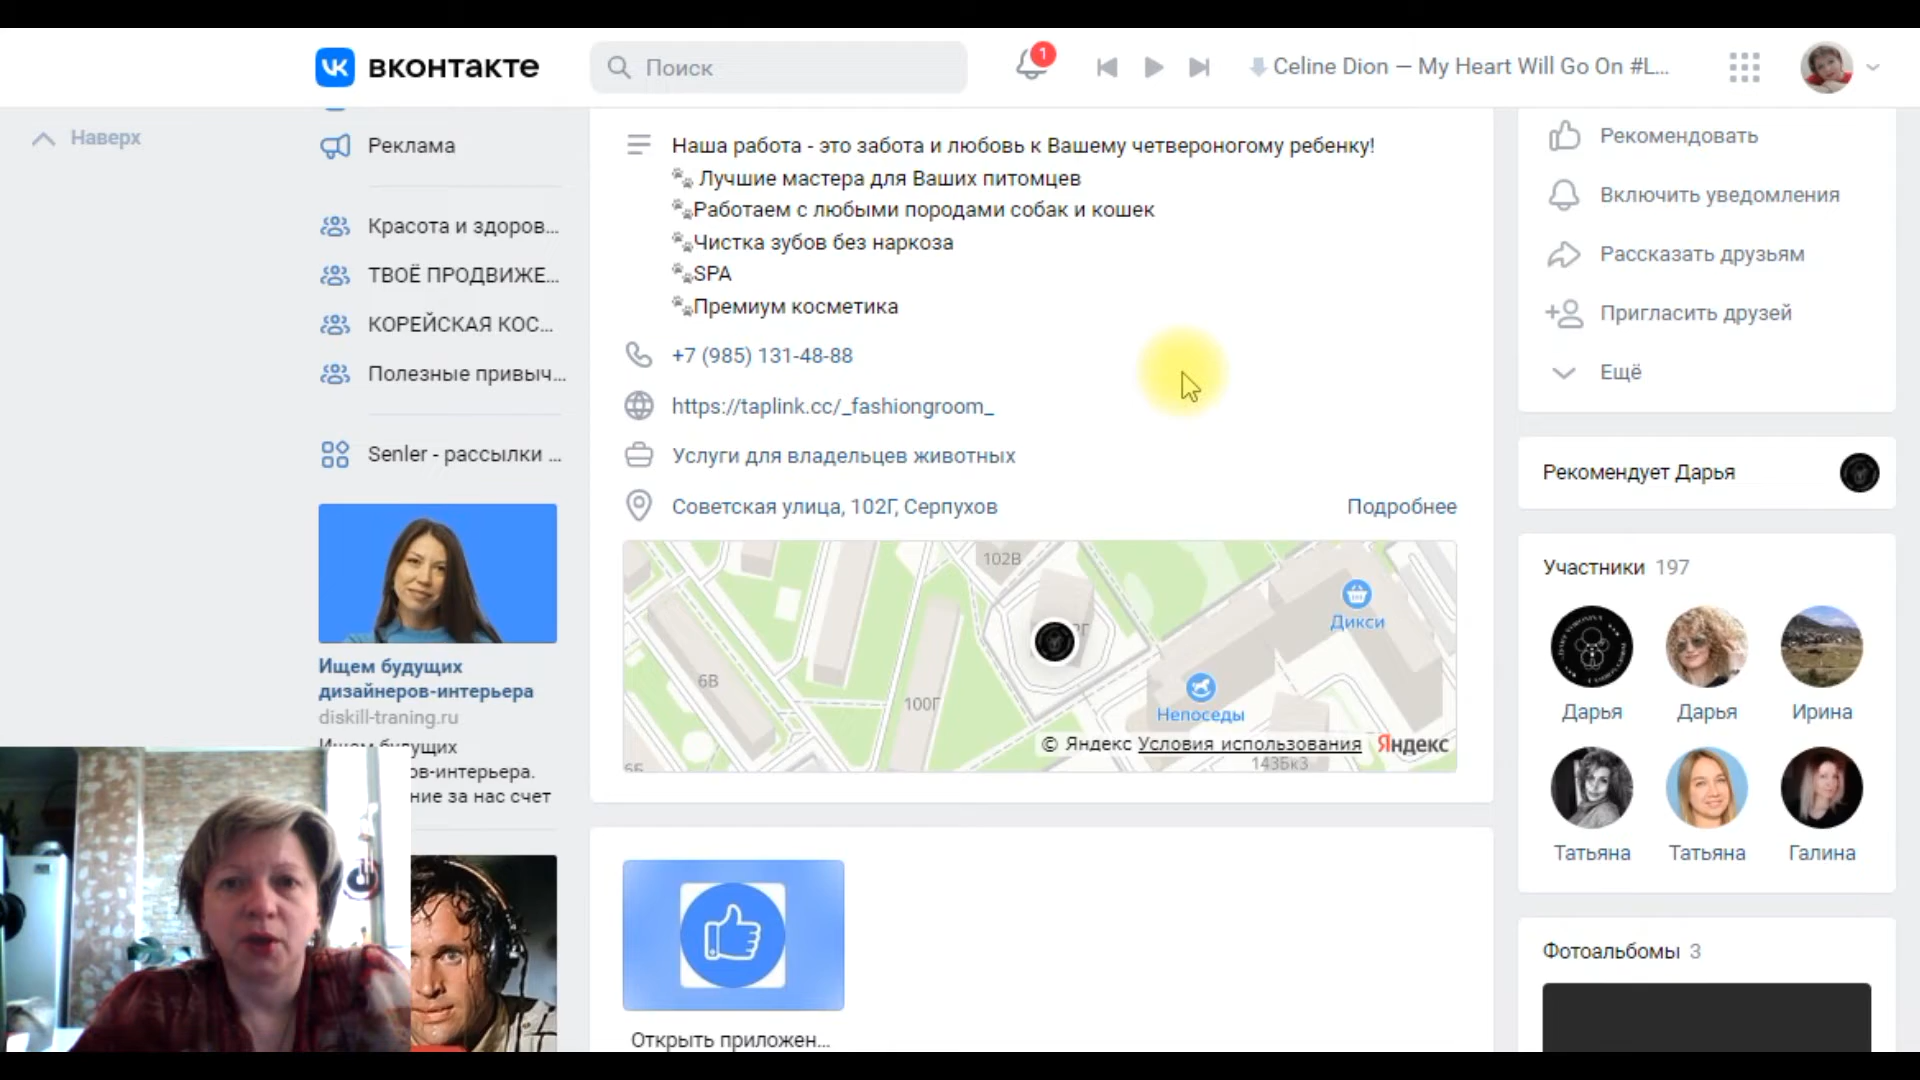 вконтакте
Поиск
1
Celine Dion – My Heart Will Go On #L...
Наверх
Реклама
Красота и здоров...
ТВОЁ ПРОДВИЖЕ...
КОРЕЙСКАЯ КОС...
Полезные привыч...
Senler - рассылки ...
Ищем будущих
дизайнеров-интерьера
diskill-traning.ru
Ищем будущих
ов-интерьера.
ние за нас счет
Наша работа - это забота и любовь к Вашему четвероногому ребенку!
🐾 Лучшие мастера для Ваших питомцев
🐾Работаем с любыми породами собак и кошек
🐾Чистка зубов без наркоза
🐾SPA
🐾Премиум косметика
+7 (985) 131-48-88
https://taplink.cc/_fashiongroom_
Услуги для владельцев животных
Советская улица, 102Г, Серпухов
Подробнее
102В
Дикси
6В
100Г
Непоседы
© Яндекс Условия использования Яндекс
6Б
143Бк3
Открыть приложен...
Рекомендовать
Включить уведомления
Рассказать друзьям
Пригласить друзей
Ещё
Рекомендует Дарья
Участники 197
Дарья
Дарья
Ирина
Татьяна
Татьяна
Галина
Фотоальбомы 3